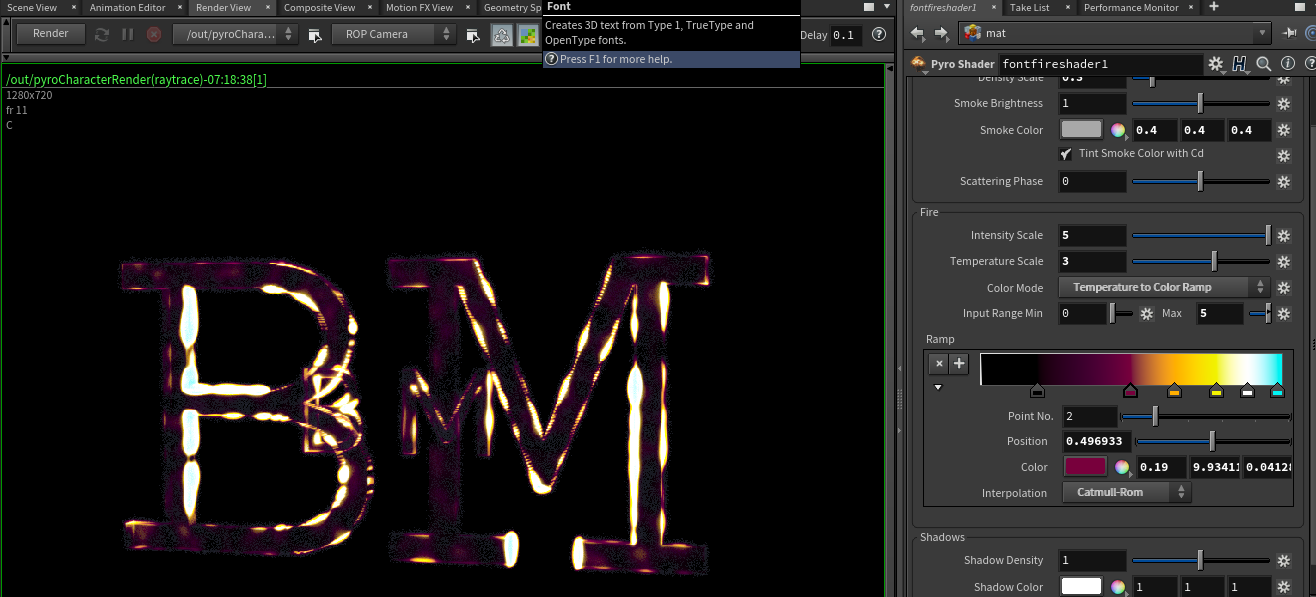 Scene View × Animation Editor × Render View × Composite View × Motion FX View × Geometry Sp
Font
Creates 3D text from Type 1, TrueType and
OpenType fonts.
? Press F1 for more help.
Render /out/pyroChara... ROP Camera Delay 0.1 ?
/out/pyroCharacterRender(raytrace)-07:18:38[1]
1280x720
fr 11
C
BM
BM
fontfireshader1 × Take List × Performance Monitor × +
mat
Pyro Shader fontfireshader1
Density Scale 0.5
Smoke Brightness 1
Smoke Color 0.4 0.4 0.4
Tint Smoke Color with Cd
Scattering Phase 0
Fire
Intensity Scale 5
Temperature Scale 3
Color Mode Temperature to Color Ramp
Input Range Min 0 Max 5
Ramp
× +
Point No. 2
Position 0.496933
Color 0.19 9.9341 0.0412
Interpolation Catmull-Rom
Shadows
Shadow Density 1
Shadow Color 1 1 1